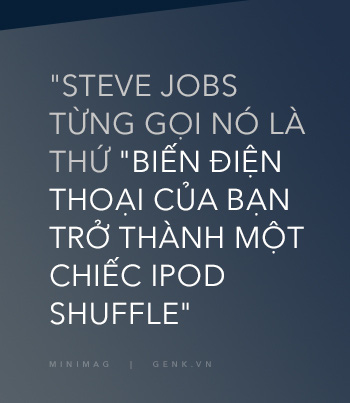 "STEVE JOBS
TỪNG GỌI NÓ LÀ
THỨ "BIẾN ĐIỆN
THOẠI CỦA BẠN
TRỞ THÀNH MỘT
CHIẾC IPOD
SHUFFLE"
MINIMAG | GENK.VN